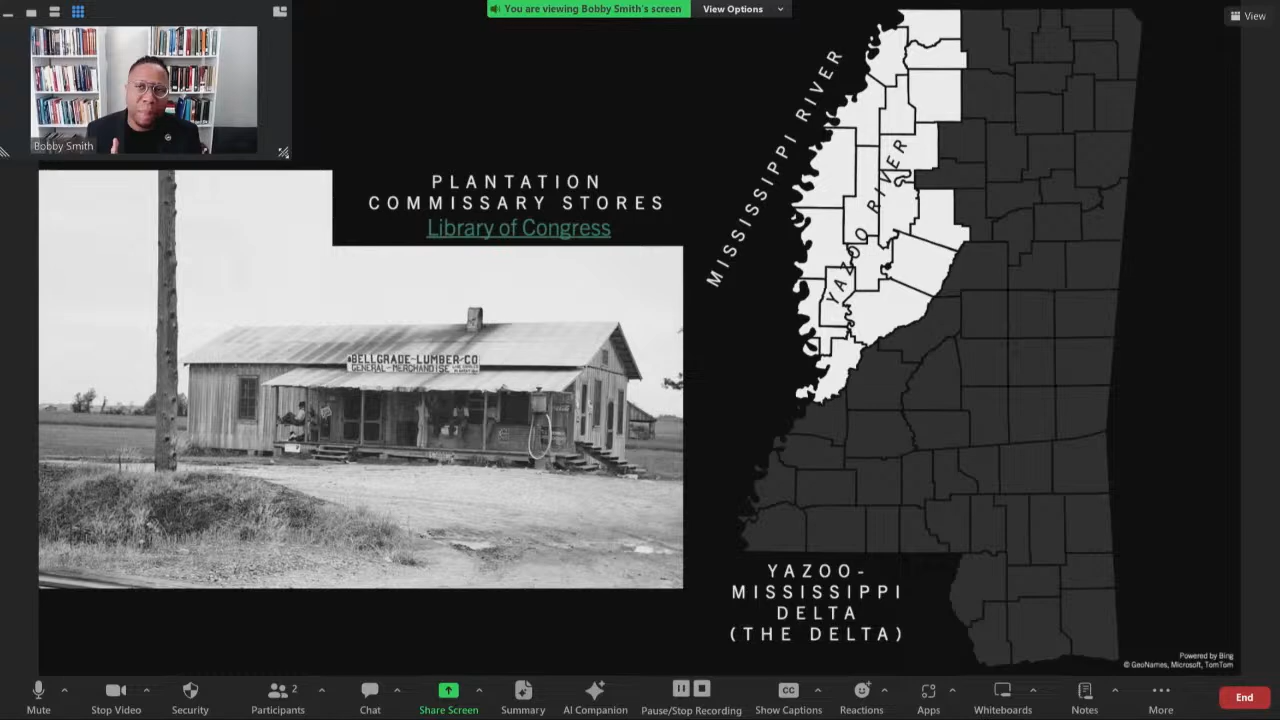 You are viewing Bobby Smith's screen
View Options
View
Bobby Smith
PLANTATION
COMMISSARY STORES
Library of Congress
BELLGRADE-LUMBER-CO
GENERAL-MERCHANDISE
MISSISSIPPI RIVER
YAZOO RIVER
YAZOO-
MISSISSIPPI
DELTA
(THE DELTA)
Powered by Bing
© GeoNames, Microsoft, TomTom
Mute
Stop Video
Security
Participants
2
Chat
Share Screen
Summary
AI Companion
Pause/Stop Recording
CC
Show Captions
Reactions
Apps
Whiteboards
Notes
More
End